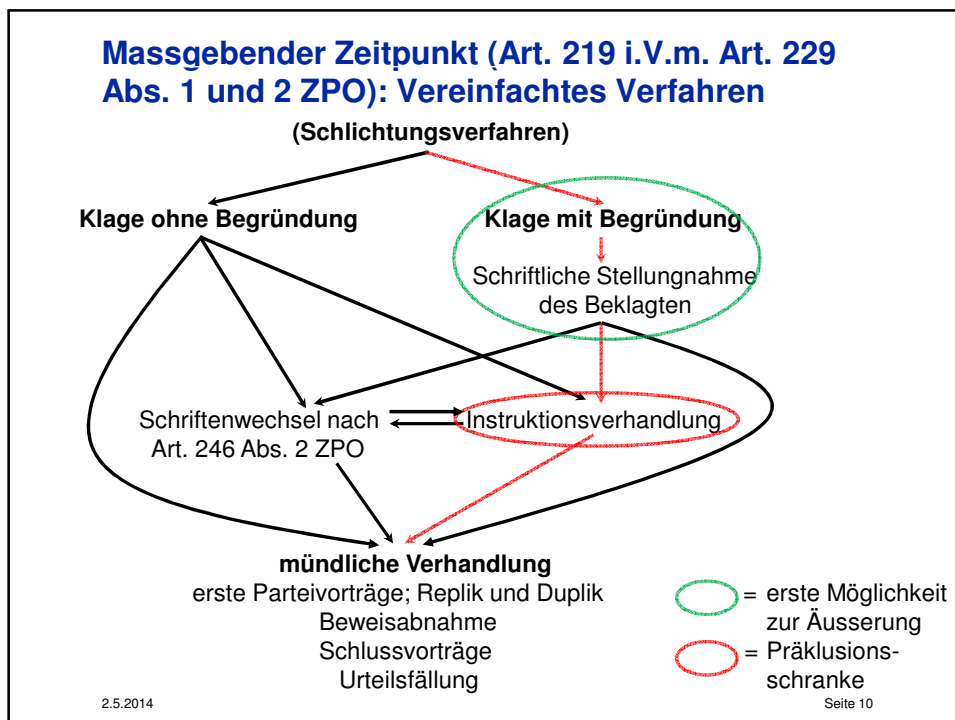 Massgebender Zeitpunkt (Art. 219 i.V.m. Art. 229
Abs. 1 und 2 ZPO): Vereinfachtes Verfahren
(Schlichtungsverfahren)
Klage ohne Begründung
Klage mit Begründung
Schriftliche Stellungnahme
des Beklagten
Schriftenwechsel nach
Art. 246 Abs. 2 ZPO
Instruktionsverhandlung
mündliche Verhandlung
erste Parteivorträge; Replik und Duplik
Beweisabnahme
Schlussvorträge
Urteilsfällung
= erste Möglichkeit
zur Äusserung
= Präklusions-
schranke
2.5.2014
Seite 10